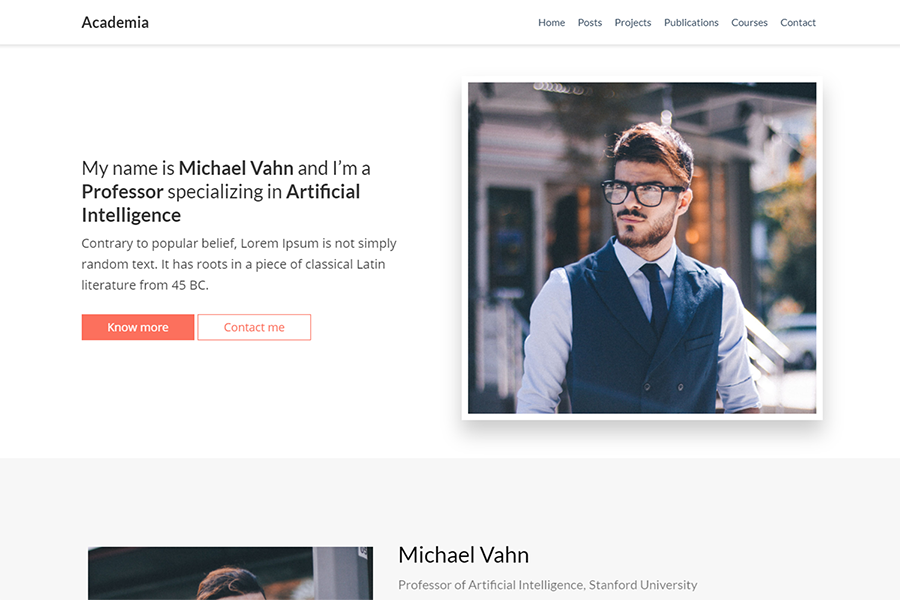 Academia
Home Posts Projects Publications Courses Contact
My name is Michael Vahn and I’m a
Professor specializing in Artificial
Intelligence
Contrary to popular belief, Lorem Ipsum is not simply
random text. It has roots in a piece of classical Latin
literature from 45 BC.
Know more Contact me
Michael Vahn
Professor of Artificial Intelligence, Stanford University